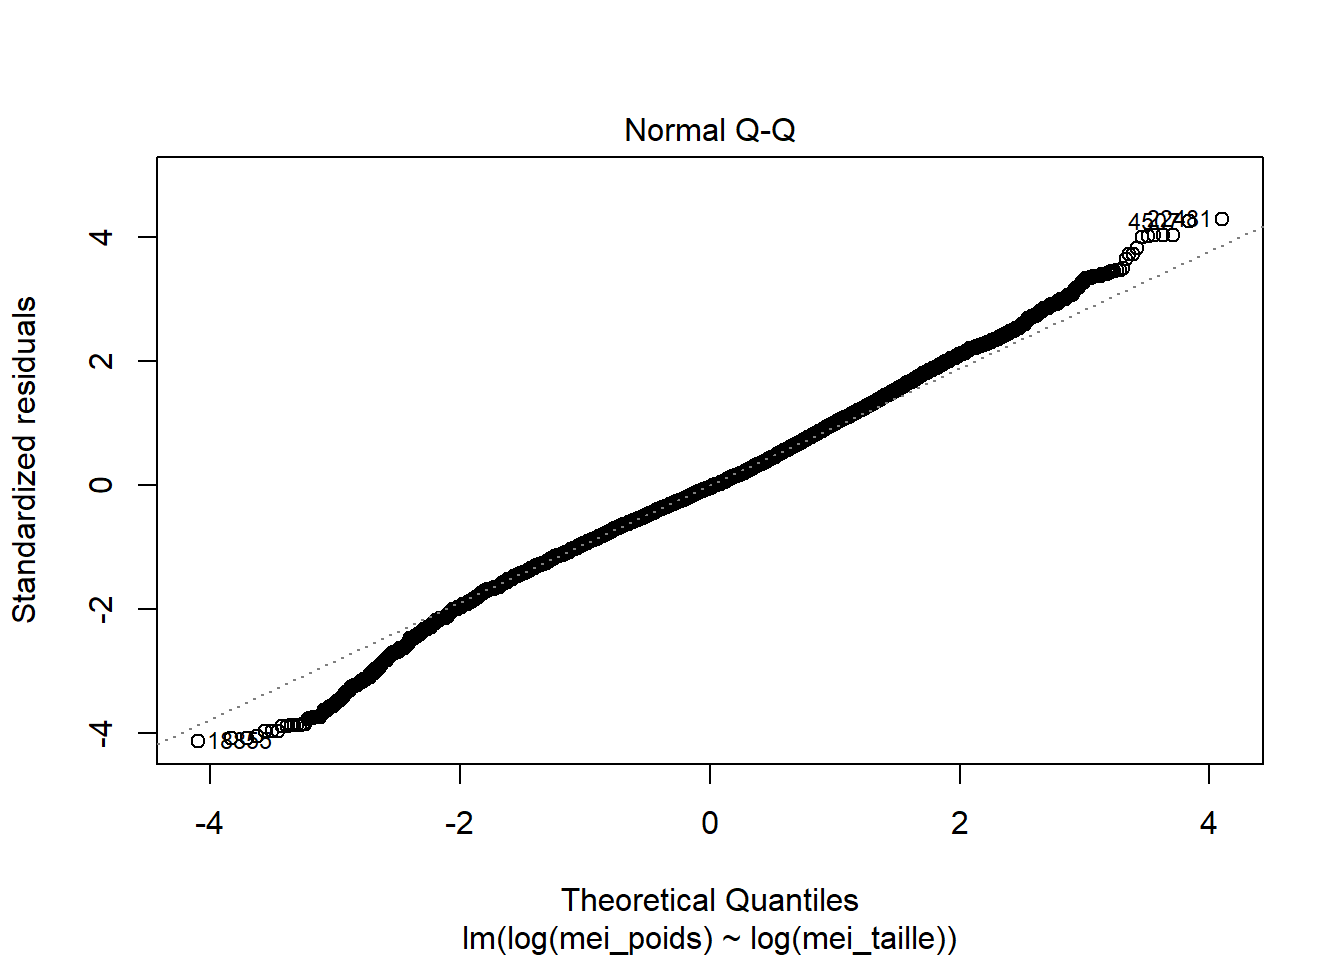 Normal Q-Q
Standardized residuals
4
2
0
-2
-4
-4
-2
0
2
4
Theoretical Quantiles
lm(log(mei_poids) ~ log(mei_taille))